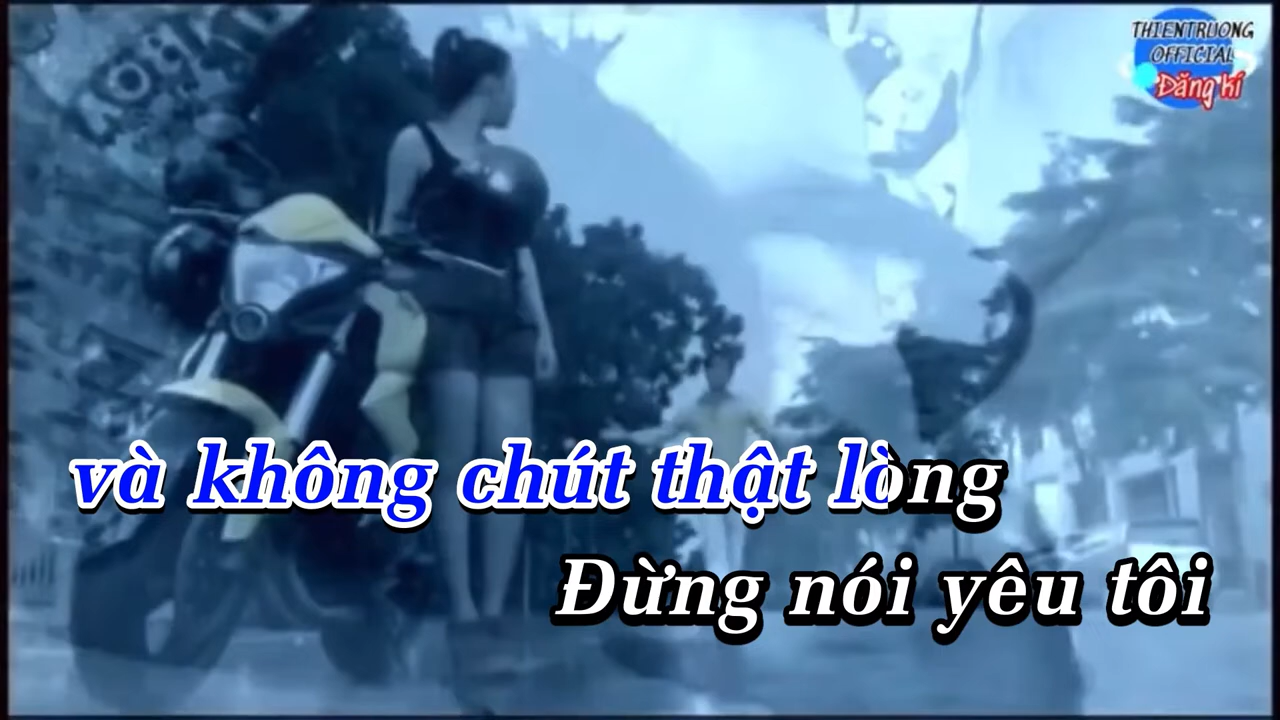 THIENTRUONG
OFFICIAL
Đăng kí
và không chút thật lòng
Đừng nói yêu tôi